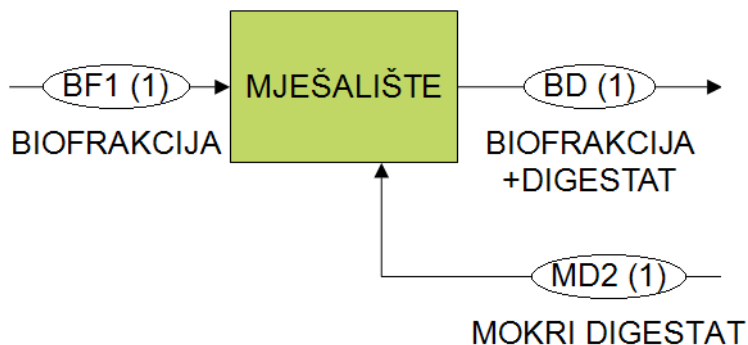 BF1 (1)
MJEŠALIŠTE
BD (1)
BIOFRAKCIJA
BIOFRAKCIJA
+DIGESTAT
MD2 (1)
MOKRI DIGESTAT